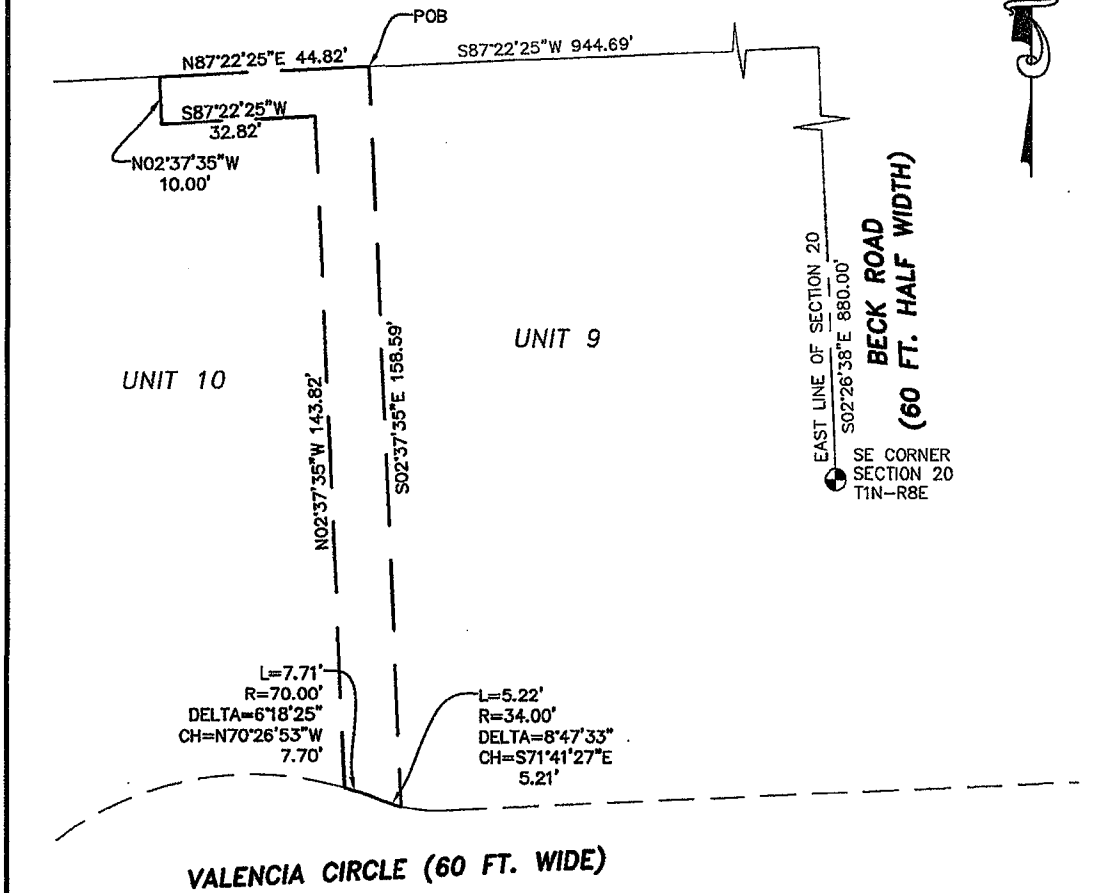 POB
N87°22'25"E 44.82'
S87°22'25"W 944.69'
S87°22'25"W
32.82'
N02°37'35"W
10.00'
BECK ROAD
(60 FT. HALF WIDTH)
EAST LINE OF SECTION 20
S02°26'38"E 880.00'
UNIT 9
UNIT 10
N02°37'35"W 143.82'
S02°37'35"E 158.59'
SE CORNER
SECTION 20
T1N-R8E
L=7.71'
R=70.00'
DELTA=6°18'25"
CH=N70°26'53"W
7.70'
L=5.22'
R=34.00'
DELTA=8°47'33"
CH=S71°41'27"E
5.21'
VALENCIA CIRCLE (60 FT. WIDE)